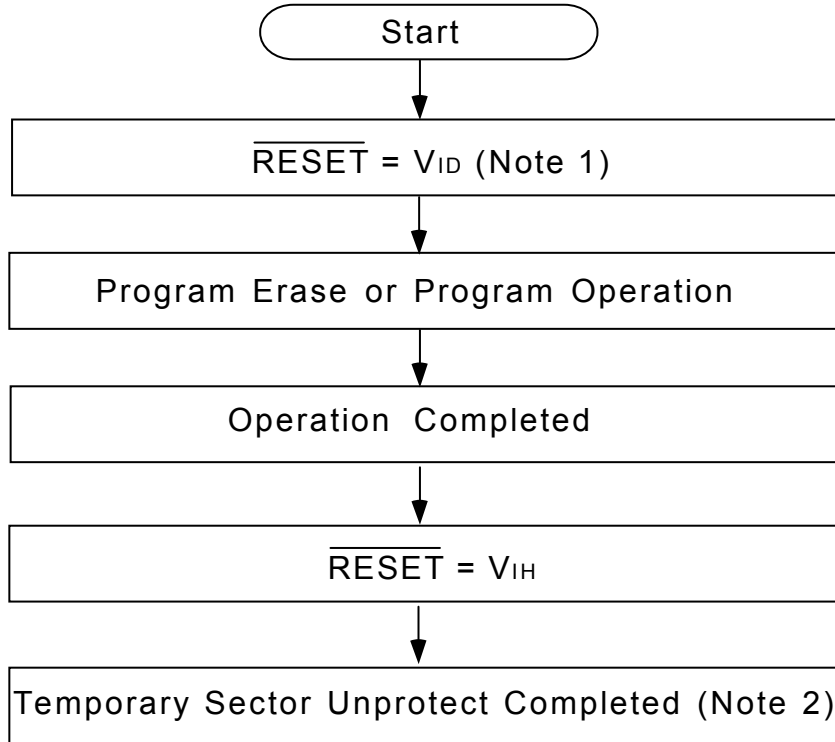 Start
RESET = VID (Note 1)
Program Erase or Program Operation
Operation Completed
RESET = VIH
Temporary Sector Unprotect Completed (Note 2)